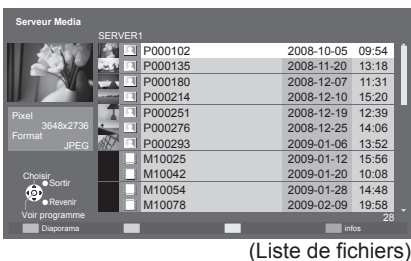 Serveur Media
SERVER1
P000102 2008-10-05 09:54
P000135 2008-11-20 13:18
P000180 2008-12-07 11:31
P000214 2008-12-10 15:20
P000251 2008-12-19 12:39
P000276 2008-12-25 14:06
P000293 2009-01-06 13:52
M10025 2009-01-12 15:56
M10042 2009-01-20 10:08
M10054 2009-01-28 14:48
M10078 2009-02-09 19:58
28
Pixel
3648x2736
Format
JPEG
Choisir
Sortir
Revenir
Voir programme
Diaporama
infos
(Liste de fichiers)